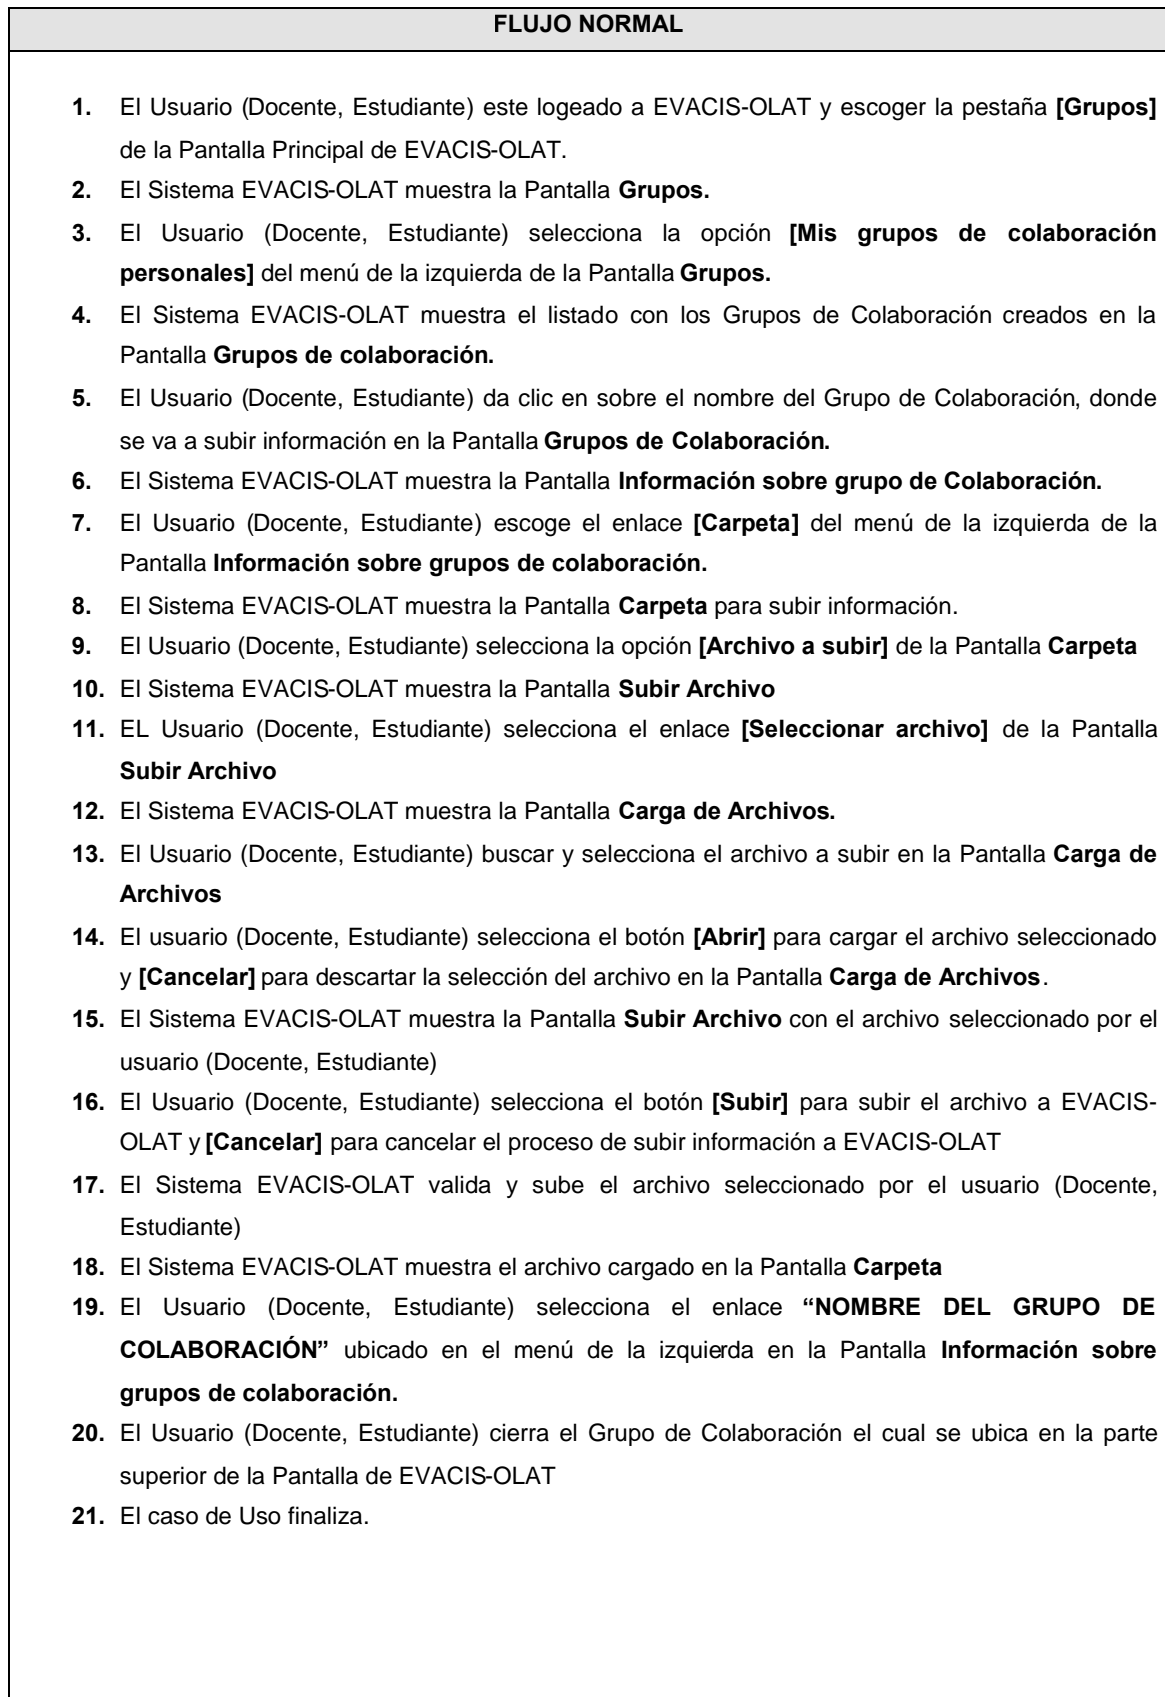 FLUJO NORMAL
1. El Usuario (Docente, Estudiante) este logeado a EVACIS-OLAT y escoger la pestaña [Grupos]
de la Pantalla Principal de EVACIS-OLAT.
2. El Sistema EVACIS-OLAT muestra la Pantalla Grupos.
3. El Usuario (Docente, Estudiante) selecciona la opción [Mis grupos de colaboración
personales] del menú de la izquierda de la Pantalla Grupos.
4. El Sistema EVACIS-OLAT muestra el listado con los Grupos de Colaboración creados en la
Pantalla Grupos de colaboración.
5. El Usuario (Docente, Estudiante) da clic en sobre el nombre del Grupo de Colaboración, donde
se va a subir información en la Pantalla Grupos de Colaboración.
6. El Sistema EVACIS-OLAT muestra la Pantalla Información sobre grupo de Colaboración.
7. El Usuario (Docente, Estudiante) escoge el enlace [Carpeta] del menú de la izquierda de la
Pantalla Información sobre grupos de colaboración.
8. El Sistema EVACIS-OLAT muestra la Pantalla Carpeta para subir información.
9. El Usuario (Docente, Estudiante) selecciona la opción [Archivo a subir] de la Pantalla Carpeta
10. El Sistema EVACIS-OLAT muestra la Pantalla Subir Archivo
11. EL Usuario (Docente, Estudiante) selecciona el enlace [Seleccionar archivo] de la Pantalla
Subir Archivo
12. El Sistema EVACIS-OLAT muestra la Pantalla Carga de Archivos.
13. El Usuario (Docente, Estudiante) buscar y selecciona el archivo a subir en la Pantalla Carga de
Archivos
14. El usuario (Docente, Estudiante) selecciona el botón [Abrir] para cargar el archivo seleccionado
y [Cancelar] para descartar la selección del archivo en la Pantalla Carga de Archivos.
15. El Sistema EVACIS-OLAT muestra la Pantalla Subir Archivo con el archivo seleccionado por el
usuario (Docente, Estudiante)
16. El Usuario (Docente, Estudiante) selecciona el botón [Subir] para subir el archivo a EVACIS-
OLAT y [Cancelar] para cancelar el proceso de subir información a EVACIS-OLAT
17. El Sistema EVACIS-OLAT valida y sube el archivo seleccionado por el usuario (Docente,
Estudiante)
18. El Sistema EVACIS-OLAT muestra el archivo cargado en la Pantalla Carpeta
19. El Usuario (Docente, Estudiante) selecciona el enlace “NOMBRE DEL GRUPO DE
COLABORACIÓN” ubicado en el menú de la izquierda en la Pantalla Información sobre
grupos de colaboración.
20. El Usuario (Docente, Estudiante) cierra el Grupo de Colaboración el cual se ubica en la parte
superior de la Pantalla de EVACIS-OLAT
21. El caso de Uso finaliza.